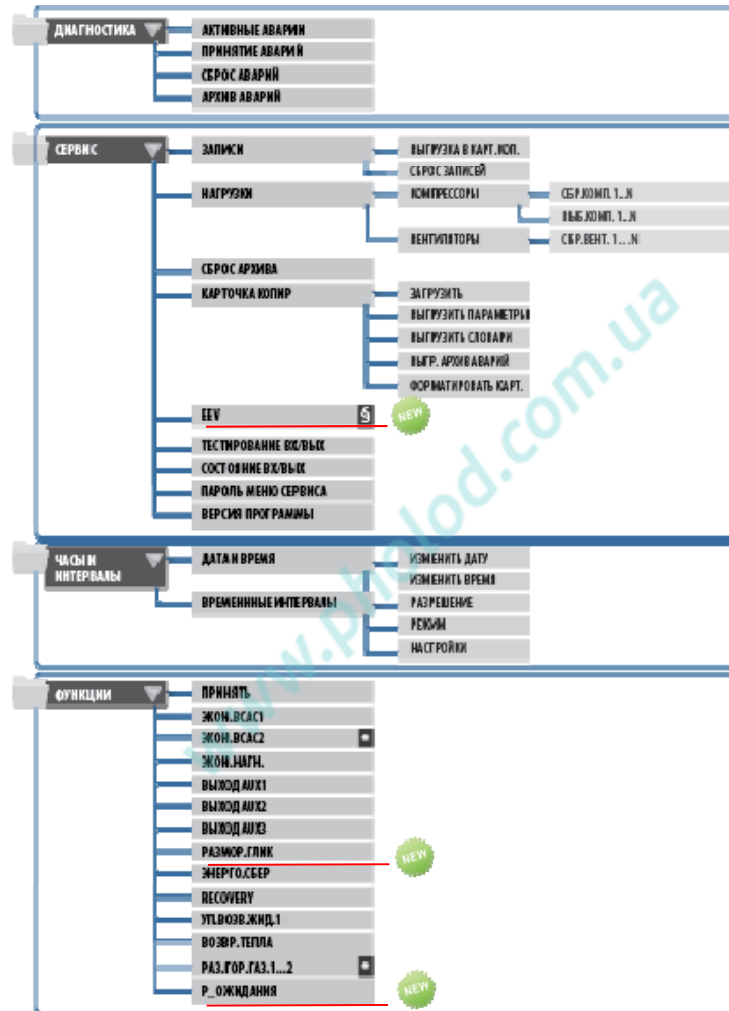 ДИАГНОСТИКА
АКТИВНЫЕ АВАРИИ
ПРИНЯТИЕ АВАРИЙ
СБРОС АВАРИЙ
АРХИВ АВАРИЙ
СЕРВИС
ЗАПИСИ
ВЫГРУЗКА В КАРТ.КОП.
СБРОС ЗАПИСЕЙ
НАГРУЗКИ
КОМПРЕССОРЫ
СБР.КОМП. 1..N
ВЫБ.КОМП. 1..N
ВЕНТИЛЯТОРЫ
СБР.ВЕНТ. 1...N
СБРОС АРХИВА
КАРТОЧКА КОПИР
ЗАГРУЗИТЬ
ВЫГРУЗИТЬ ПАРАМЕТРЫ
ВЫГРУЗИТЬ СЛОВАРИ
ВЫГР. АРХИВ АВАРИЙ
ФОРМАТИРОВАТЬ КАРТ.
EEV
NEW
ТЕСТИРОВАНИЕ ВХ/ВЫХ
СОСТОЯНИЕ ВХ/ВЫХ
ПАРОЛЬ МЕНЮ СЕРВИСА
ВЕРСИЯ ПРОГРАММЫ
ЧАСЫ И ИНТЕРВАЛЫ
ДАТА И ВРЕМЯ
ИЗМЕНИТЬ ДАТУ
ИЗМЕНИТЬ ВРЕМЯ
ВРЕМЕННЫЕ ИНТЕРВАЛЫ
РАЗРЕШЕНИЕ
РЕЖИМ
НАСТРОЙКИ
ФУНКЦИИ
ПРИНЯТЬ
ЭКОН.ВСАС1
ЭКОН.ВСАС2
ЭКОН.НАГН.
ВЫХОД AUX1
ВЫХОД AUX2
ВЫХОД AUX3
РАЗМОР.ГЛИК
NEW
ЭНЕРГО.СБЕР
RECOVERY
УП.ВОЗВ.ЖИД.1
ВОЗВР.ТЕПЛА
РАЗ.ГОР.ГАЗ.1...2
Р_ОЖИДАНИЯ
NEW
www.pholod.com.ua